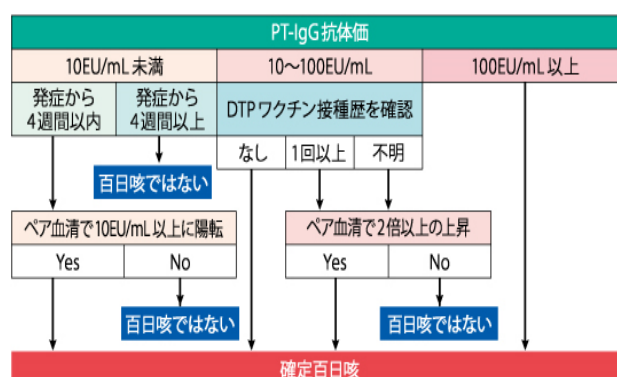 PT-IgG抗体価
10EU/mL未満
10～100EU/mL
100EU/mL以上
発症から
4週間以内
発症から
4週間以上
DTPワクチン接種歴を確認
なし
1回以上
不明
百日咳ではない
ペア血清で10EU/mL以上に陽転
ペア血清で2倍以上の上昇
Yes
No
Yes
No
百日咳ではない
百日咳ではない
確定百日咳